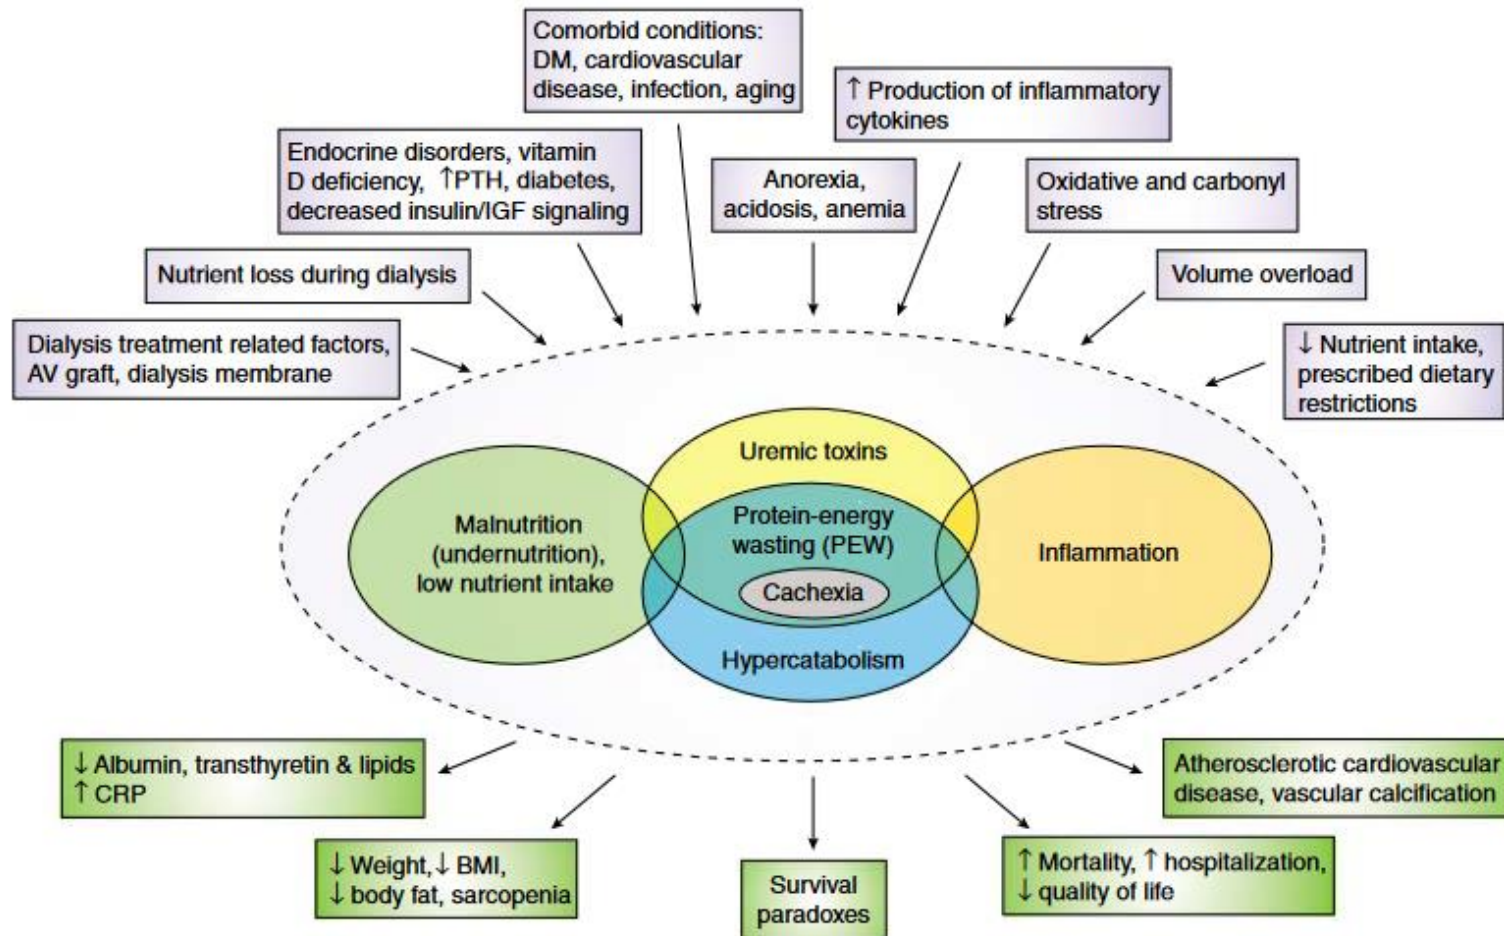 Comorbid conditions:
DM, cardiovascular
disease, infection, aging
↑ Production of inflammatory
cytokines
Endocrine disorders, vitamin
D deficiency, ↑PTH, diabetes,
decreased insulin/IGF signaling
Anorexia,
acidosis, anemia
Oxidative and carbonyl
stress
Nutrient loss during dialysis
Volume overload
Dialysis treatment related factors,
AV graft, dialysis membrane
↓ Nutrient intake,
prescribed dietary
restrictions
Uremic toxins
Malnutrition
(undernutrition),
low nutrient intake
Protein-energy
wasting (PEW)
Cachexia
Inflammation
Hypercatabolism
↓ Albumin, transthyretin & lipids
↑ CRP
↓ Weight, ↓ BMI,
↓ body fat, sarcopenia
Survival
paradoxes
↑ Mortality, ↑ hospitalization,
↓ quality of life
Atherosclerotic cardiovascular
disease, vascular calcification